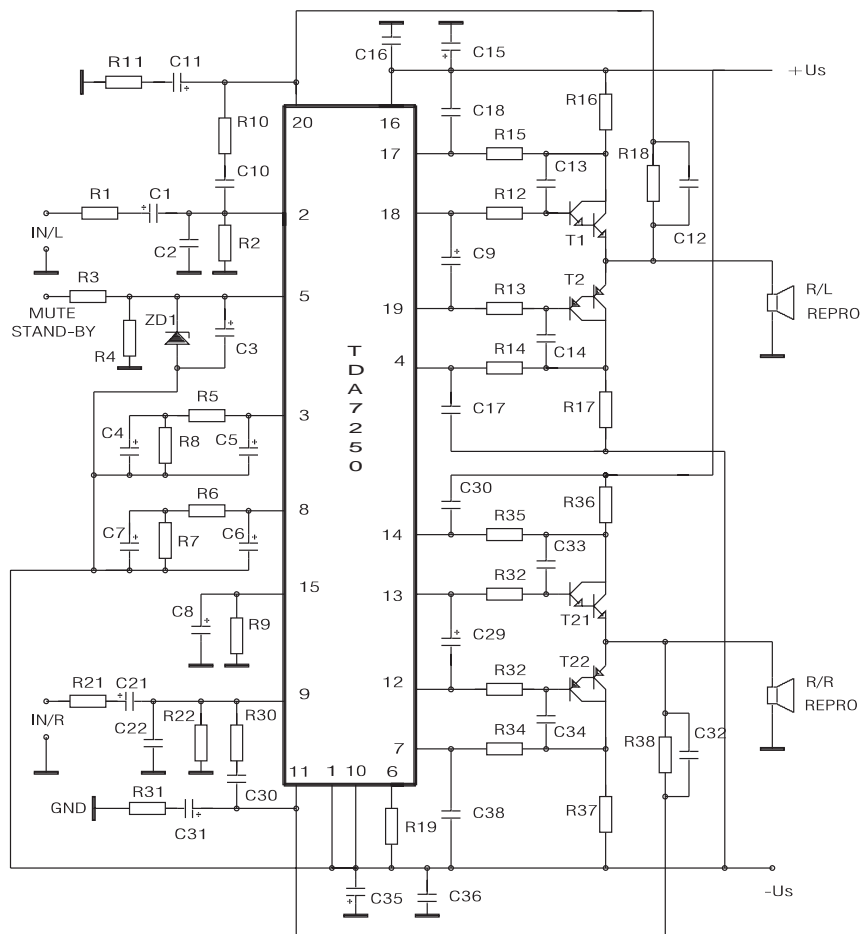 C16
C15
R11
C11
+Us
R16
20
16
C18
R10
R15
17
C13
R18
C10
R1
C1
R12
2
18
IN/L
R2
T1
C12
C2
C9
T2
R3
R13
R/L
5
MUTE
STAND-BY
ZD1
19
REPRO
R4
C3
R14
C14
4
TDA7250
R5
C17
R17
C4
R8
C5
3
R6
C30
R36
8
C7
R7
C6
R35
14
C33
15
R32
13
C8
R9
T21
C29
T22
R21
C21
R32
R/R
12
9
REPRO
IN/R
R22
R30
C22
R34
C34
R38
C32
7
11
1
10
6
R31
GND
C30
C38
R37
R19
C31
C35
C36
-Us